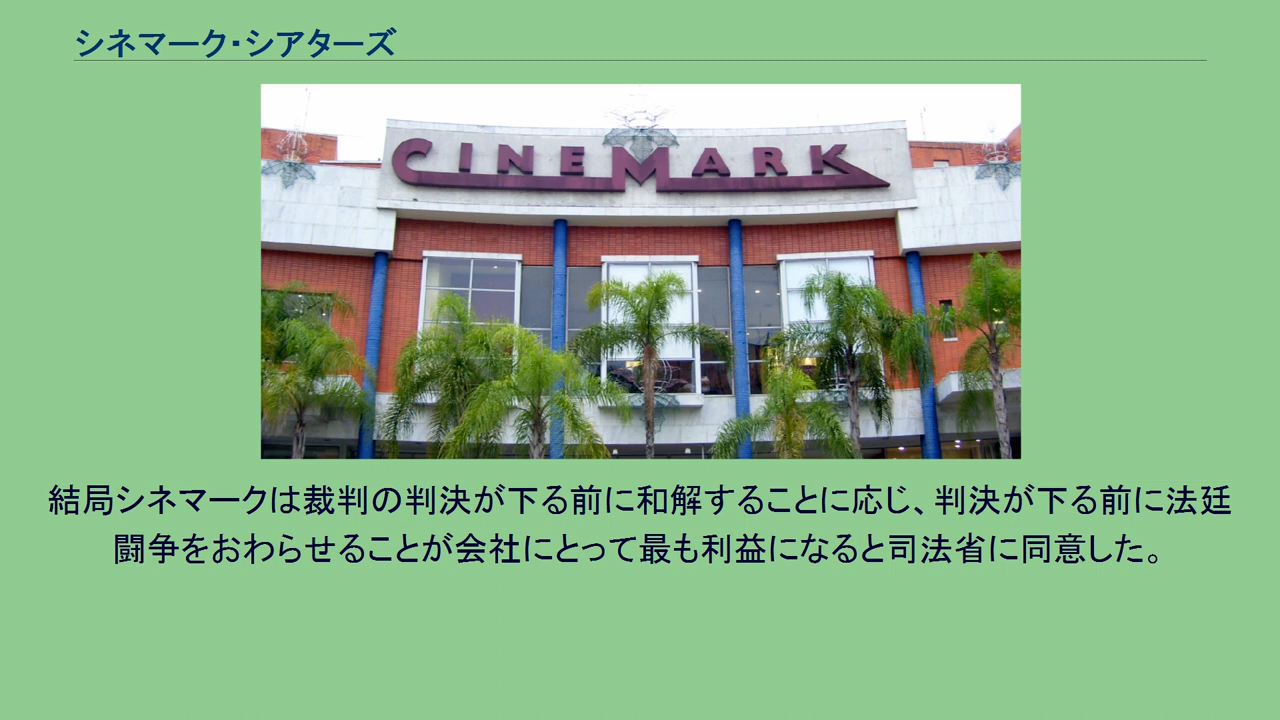 シネマーク・シアターズ
CINEMARK
結局シネマークは裁判の判決が下る前に和解することに応じ、判決が下る前に法廷
闘争をおわらせることが会社にとって最も利益になると司法省に同意した。